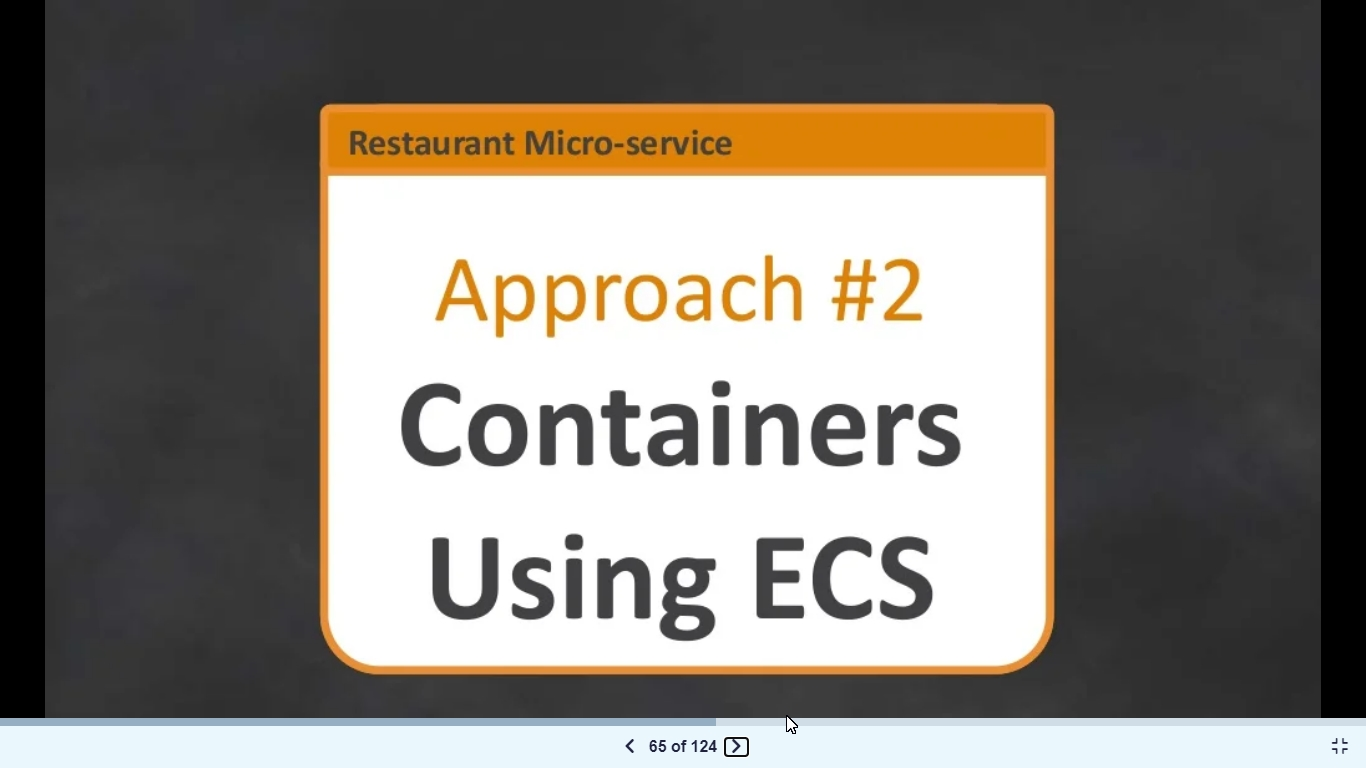 Restaurant Micro-service
Approach #2
Containers
Using ECS
65 of 124